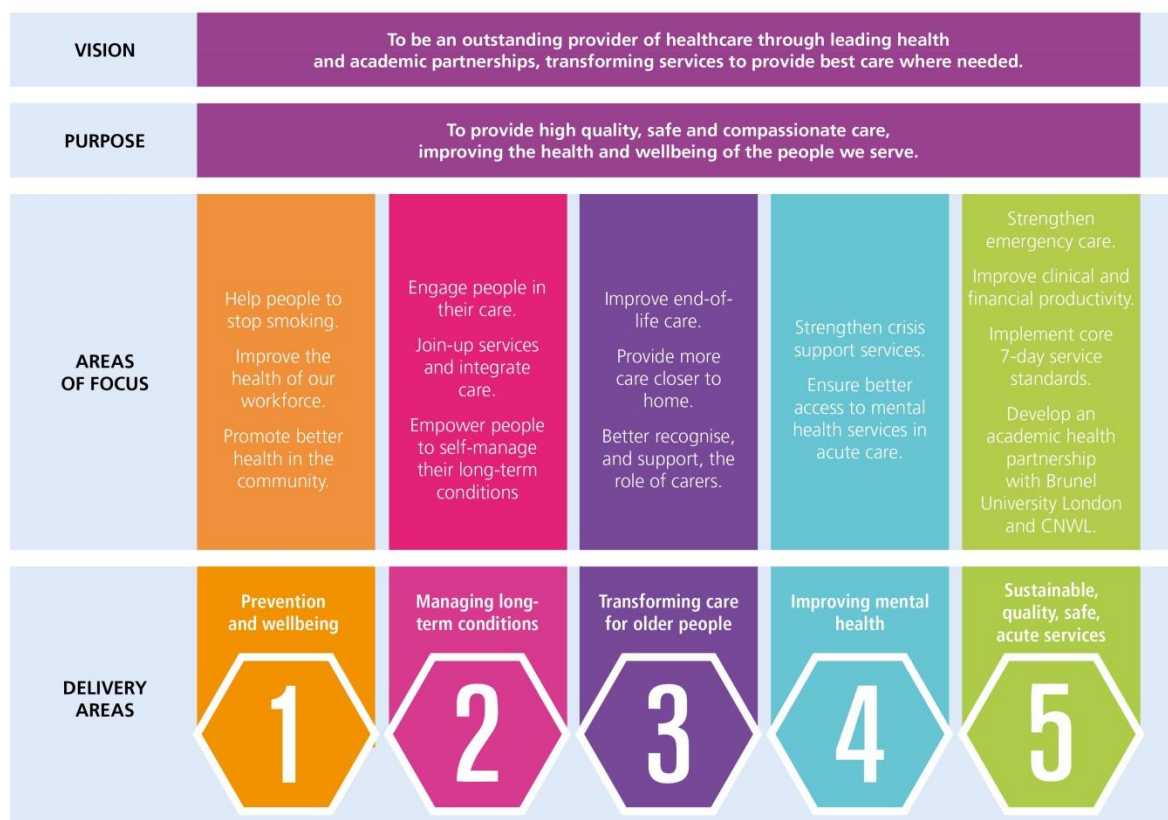 VISION
To be an outstanding provider of healthcare through leading health
and academic partnerships, transforming services to provide best care where needed.
PURPOSE
To provide high quality, safe and compassionate care,
improving the health and wellbeing of the people we serve.
AREAS
OF FOCUS
Help people to
stop smoking.
Improve the
health of our
workforce.
Promote better
health in the
community.
Engage people in
their care.
Join-up services
and integrate
care.
Empower people
to self-manage
their long-term
conditions
Improve end-of-
life care.
Provide more
care closer to
home.
Better recognise,
and support, the
role of carers.
Strengthen crisis
support services.
Ensure better
access to mental
health services in
acute care.
Strengthen
emergency care.
Improve clinical and
financial productivity.
Implement core
7-day service
standards.
Develop an
academic health
partnership
with Brunel
University London
and CNWL.
DELIVERY
AREAS
Prevention
and wellbeing
1
Managing long-
term conditions
2
Transforming care
for older people
3
Improving mental
health
4
Sustainable,
quality, safe,
acute services
5